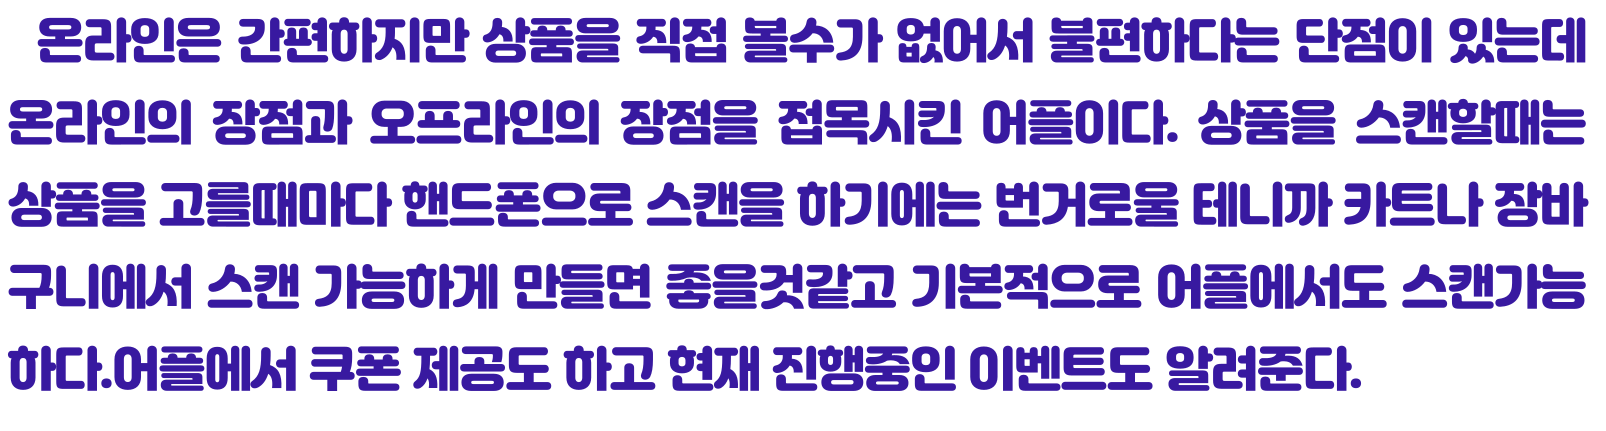 온라인은 간편하지만 상품을 직접 볼수가 없어서 불편하다는 단점이 있는데
온라인의 장점과 오프라인의 장점을 접목시킨 어플이다. 상품을 스캔할때는
상품을 고를때마다 핸드폰으로 스캔을 하기에는 번거로울 테니까 카트나 장바
구니에서 스캔 가능하게 만들면 좋을것같고 기본적으로 어플에서도 스캔가능
하다.어플에서 쿠폰 제공도 하고 현재 진행중인 이벤트도 알려준다.